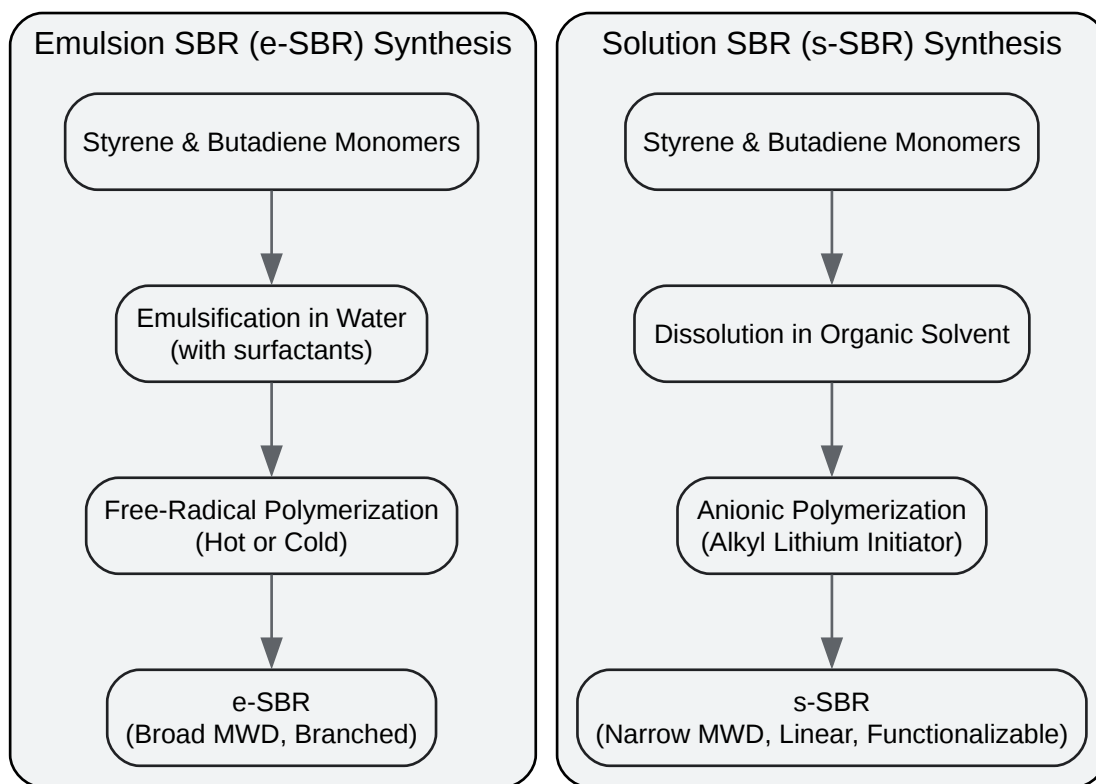 Emulsion SBR (e-SBR) Synthesis
Styrene & Butadiene Monomers
Emulsification in Water
(with surfactants)
Free-Radical Polymerization
(Hot or Cold)
e-SBR
(Broad MWD, Branched)
Solution SBR (s-SBR) Synthesis
Styrene & Butadiene Monomers
Dissolution in Organic Solvent
Anionic Polymerization
(Alkyl Lithium Initiator)
s-SBR
(Narrow MWD, Linear, Functionalizable)